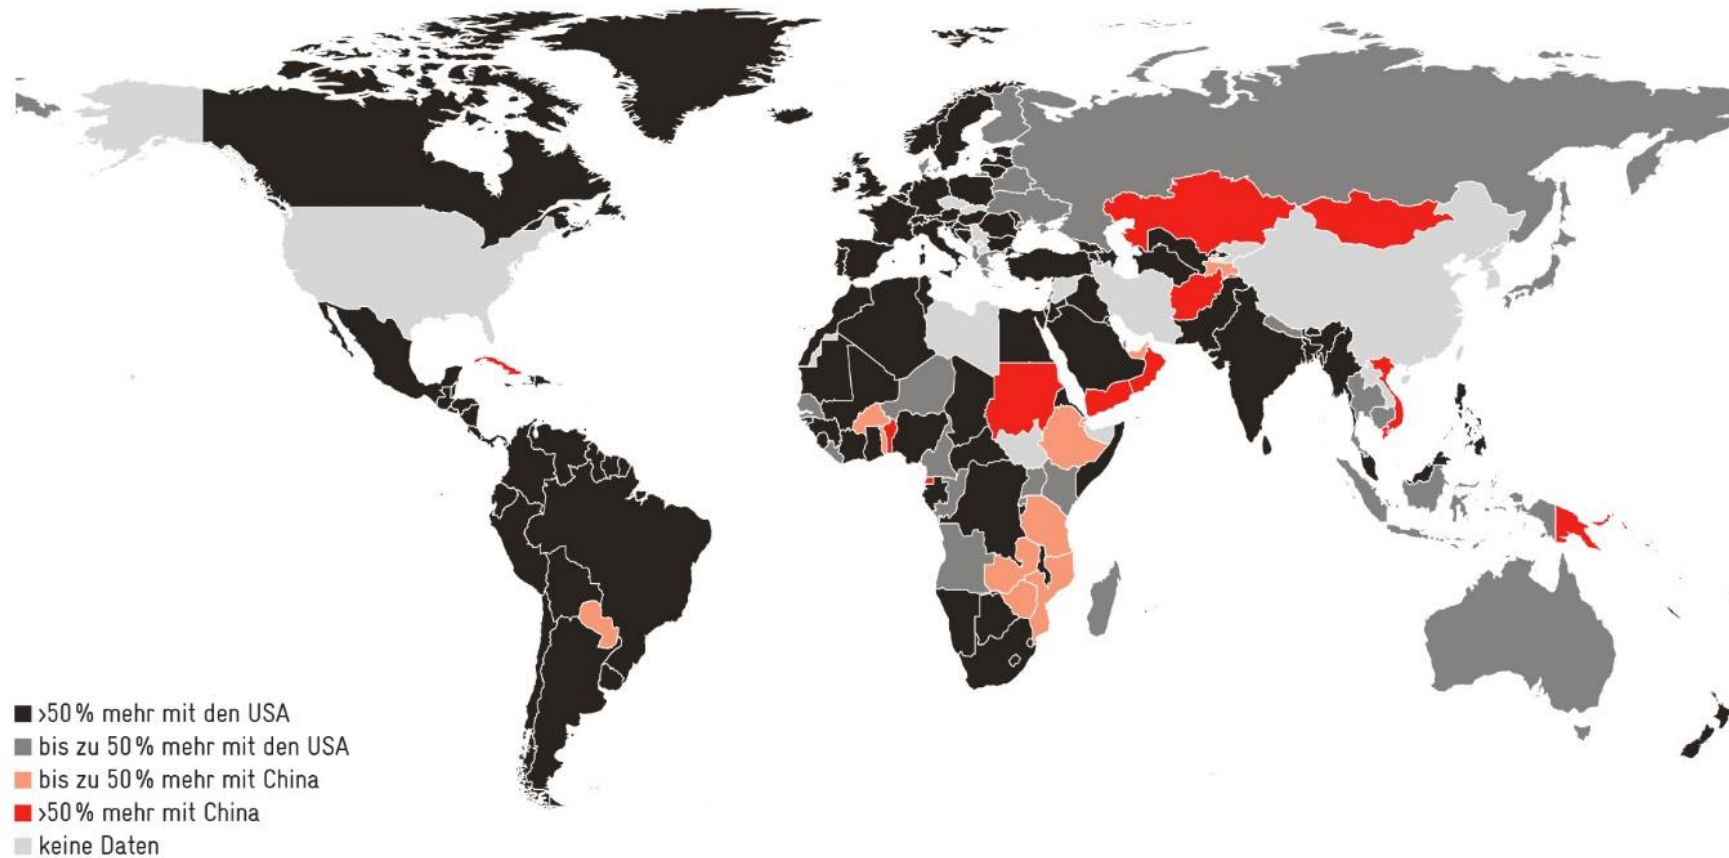 >50% mehr mit den USA
bis zu 50% mehr mit den USA
bis zu 50% mehr mit China
>50% mehr mit China
keine Daten